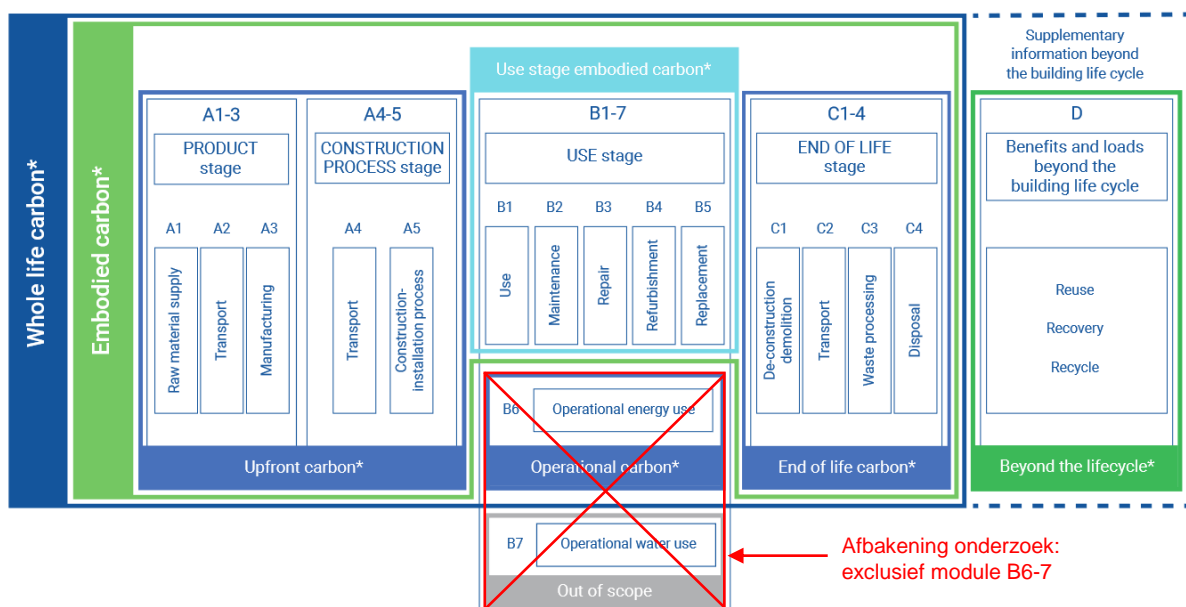 Whole life carbon*
Embodied carbon*
Use stage embodied carbon*
Supplementary
information beyond
the building life cycle
A1-3
PRODUCT
stage
A1
A2
A3
Raw material supply
Transport
Manufacturing
A4-5
CONSTRUCTION
PROCESS stage
A4
A5
Transport
Construction-
installation process
Upfront carbon*
B1-7
USE stage
B1
B2
B3
B4
B5
Use
Maintenance
Repair
Refurbishment
Replacement
B6
Operational energy use
Operational carbon*
B7
Operational water use
Out of scope
C1-4
END OF LIFE
stage
C1
C2
C3
C4
De-construction
demolition
Transport
Waste processing
Disposal
End of life carbon*
D
Benefits and loads
beyond the
building life cycle
Reuse
Recovery
Recycle
Beyond the lifecycle*
Afbakening onderzoek:
exclusief module B6-7